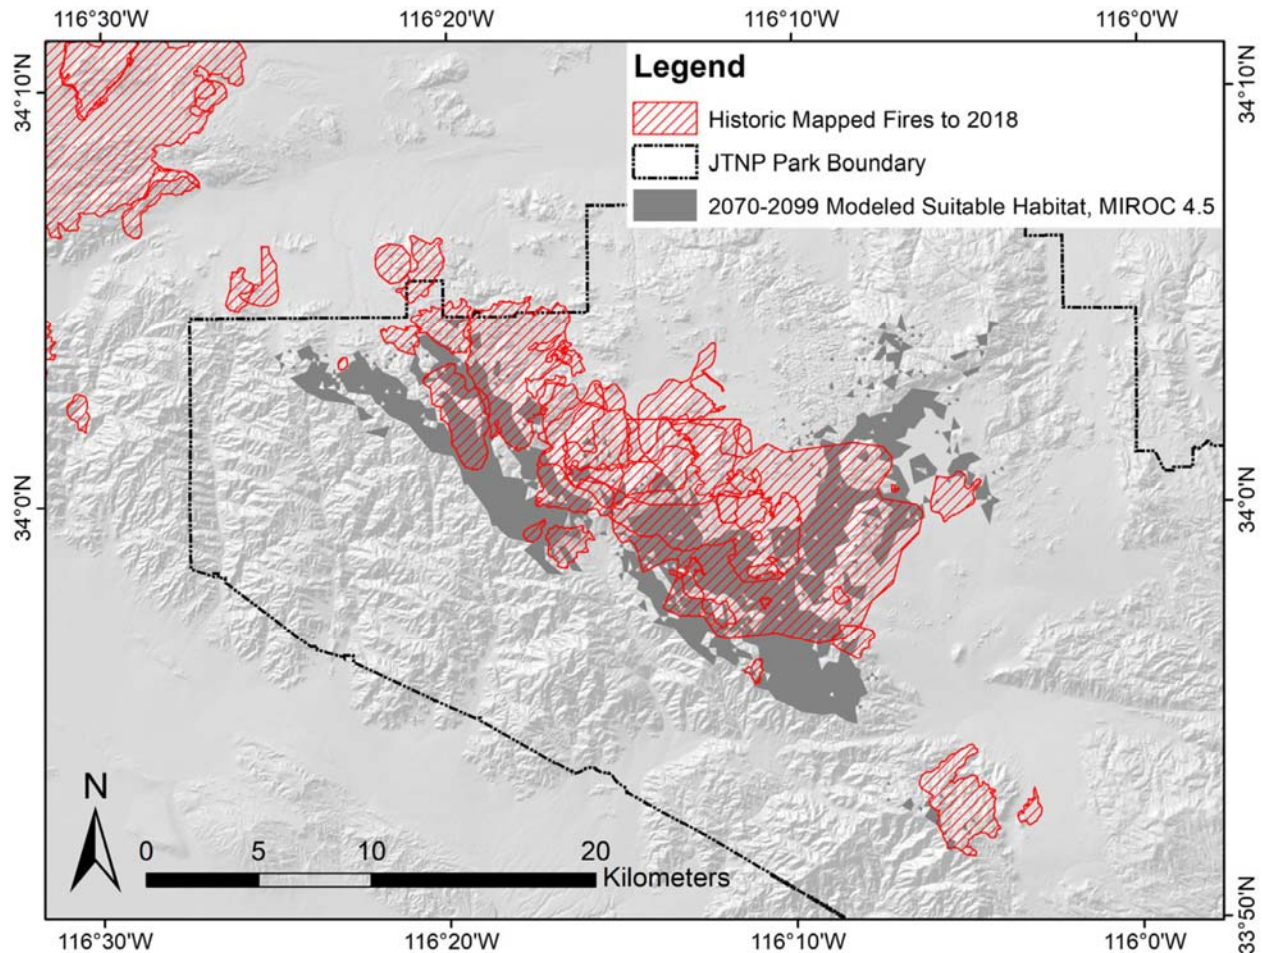 116°30'W 116°20'W 116°10'W 116°0'W
34°10'N
34°10'N
Legend
Historic Mapped Fires to 2018
JTNP Park Boundary
2070-2099 Modeled Suitable Habitat, MIROC 4.5
34°0'N
34°0'N
N
0 5 10 20
Kilometers
33°50'N
116°30'W 116°20'W 116°10'W 116°0'W